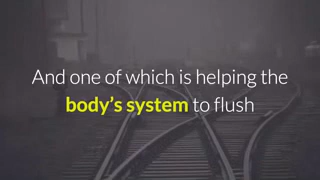 And one of which is helping the
body's system to flush